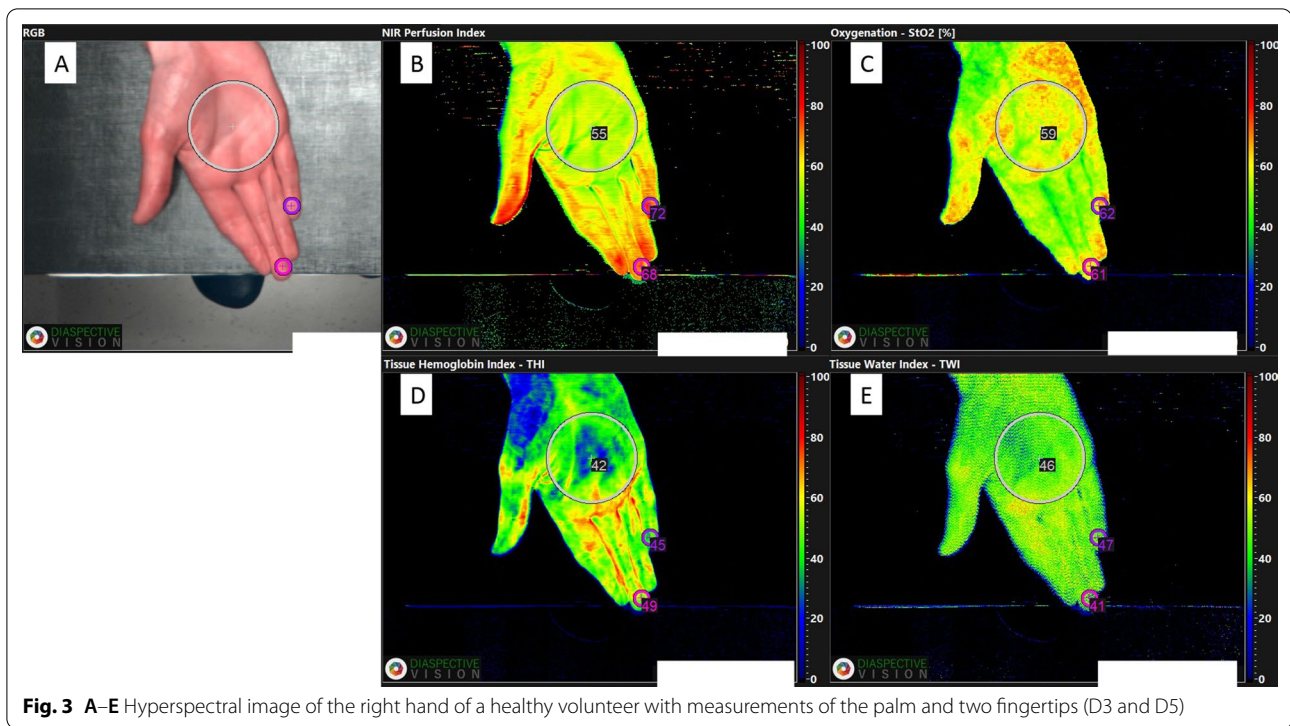 RGB
A
DIASPECTIVE
VISION
NIR Perfusion Index
B
55
72
68
100
80
60
40
20
0
DIASPECTIVE
VISION
Oxygenation - StO2 [%]
C
59
62
61
100
80
60
40
20
0
DIASPECTIVE
VISION
Tissue Hemoglobin Index - THI
D
42
45
49
100
80
60
40
20
0
DIASPECTIVE
VISION
Tissue Water Index - TWI
E
46
47
41
100
80
60
40
20
0
DIASPECTIVE
VISION
Fig. 3 A–E Hyperspectral image of the right hand of a healthy volunteer with measurements of the palm and two fingertips (D3 and D5)